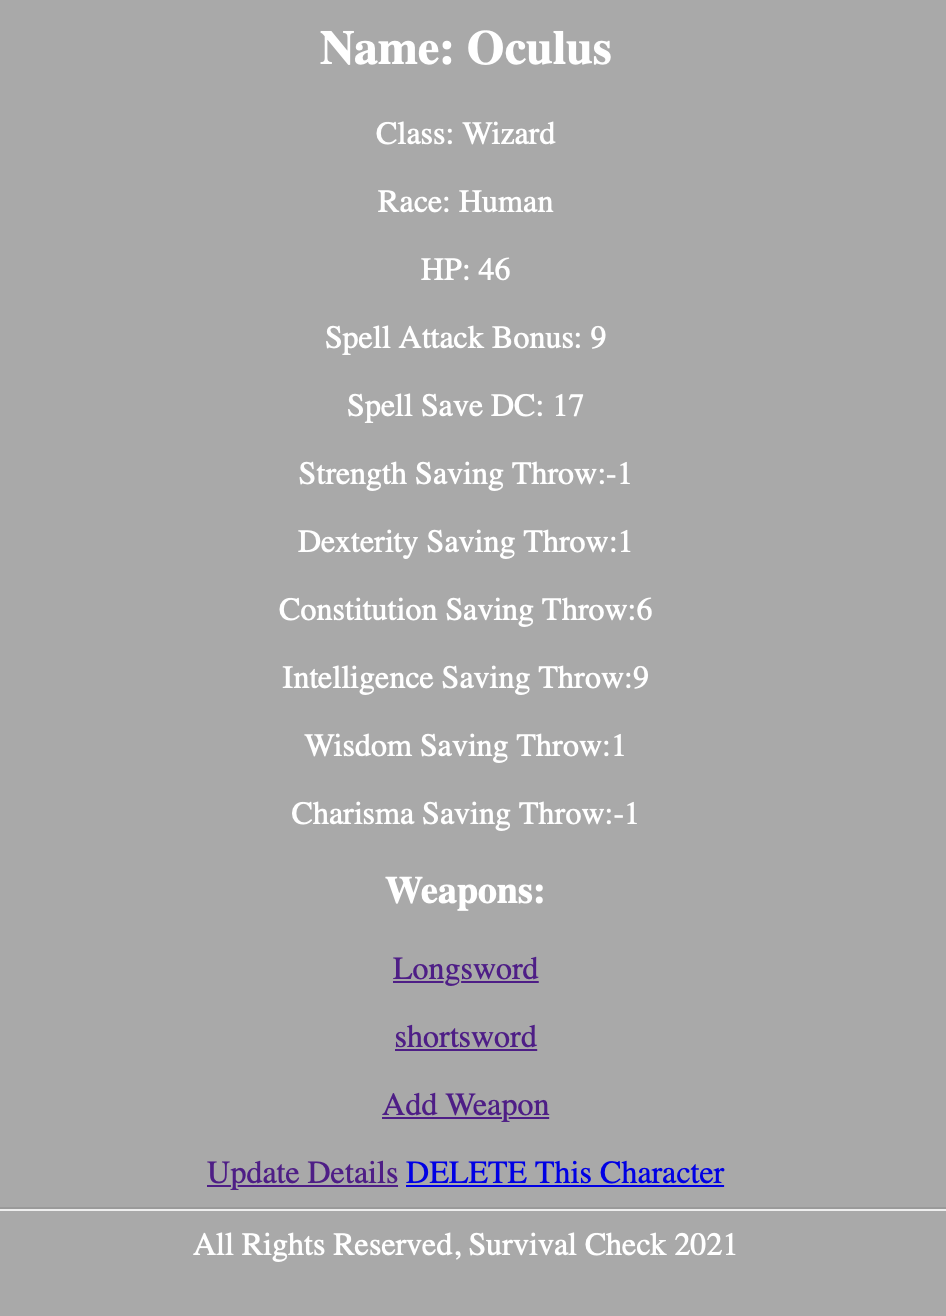 Name: Oculus
Class: Wizard
Race: Human
HP: 46
Spell Attack Bonus: 9
Spell Save DC: 17
Strength Saving Throw:-1
Dexterity Saving Throw:1
Constitution Saving Throw:6
Intelligence Saving Throw:9
Wisdom Saving Throw:1
Charisma Saving Throw:-1
Weapons:
Longsword
shortsword
Add Weapon
Update Details DELETE This Character
All Rights Reserved, Survival Check 2021